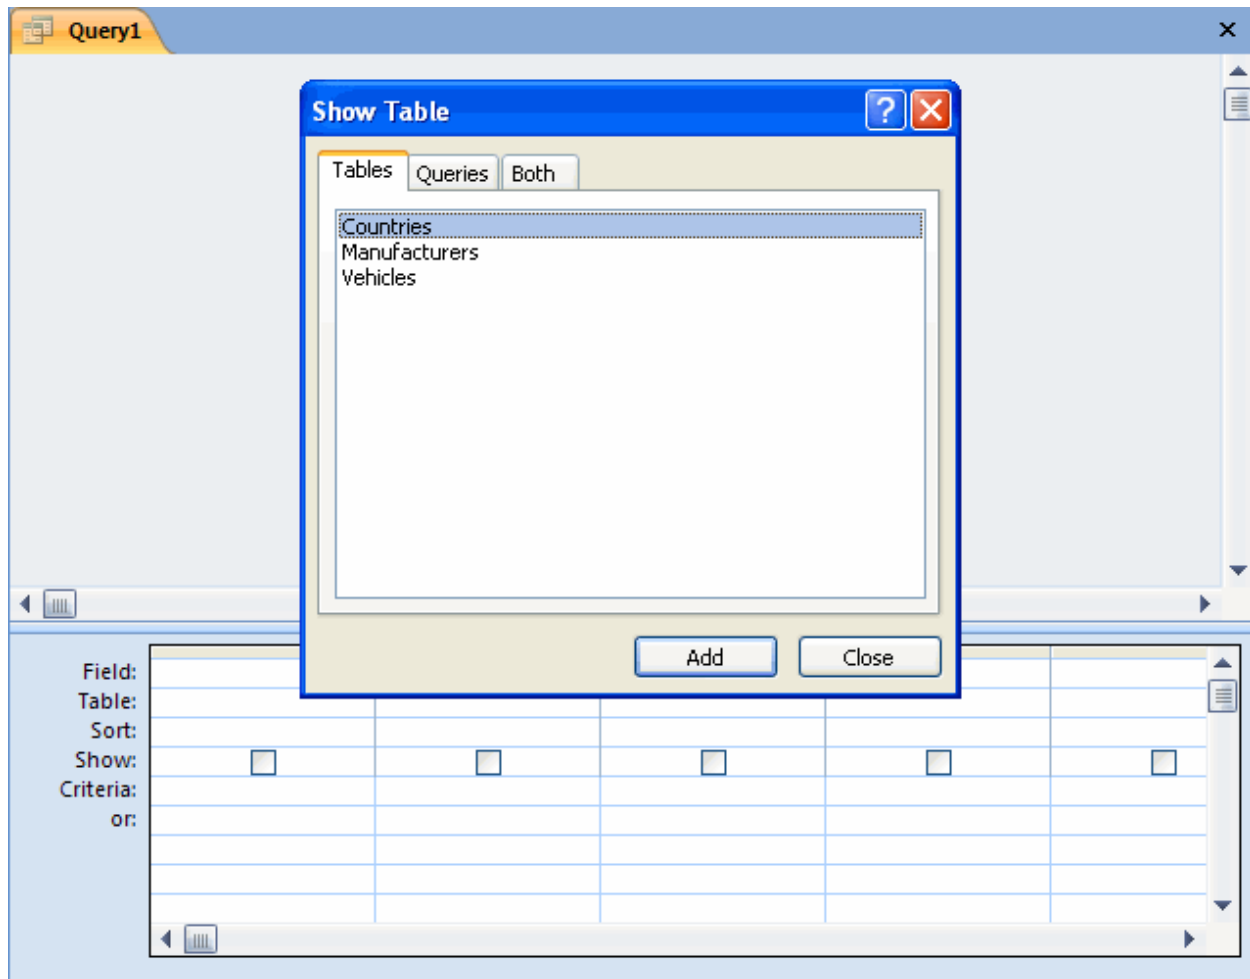 Query1
Show Table
Tables Queries Both
Countries
Manufacturers
Vehicles
Add Close
Field:
Table:
Sort:
Show:
Criteria:
or: